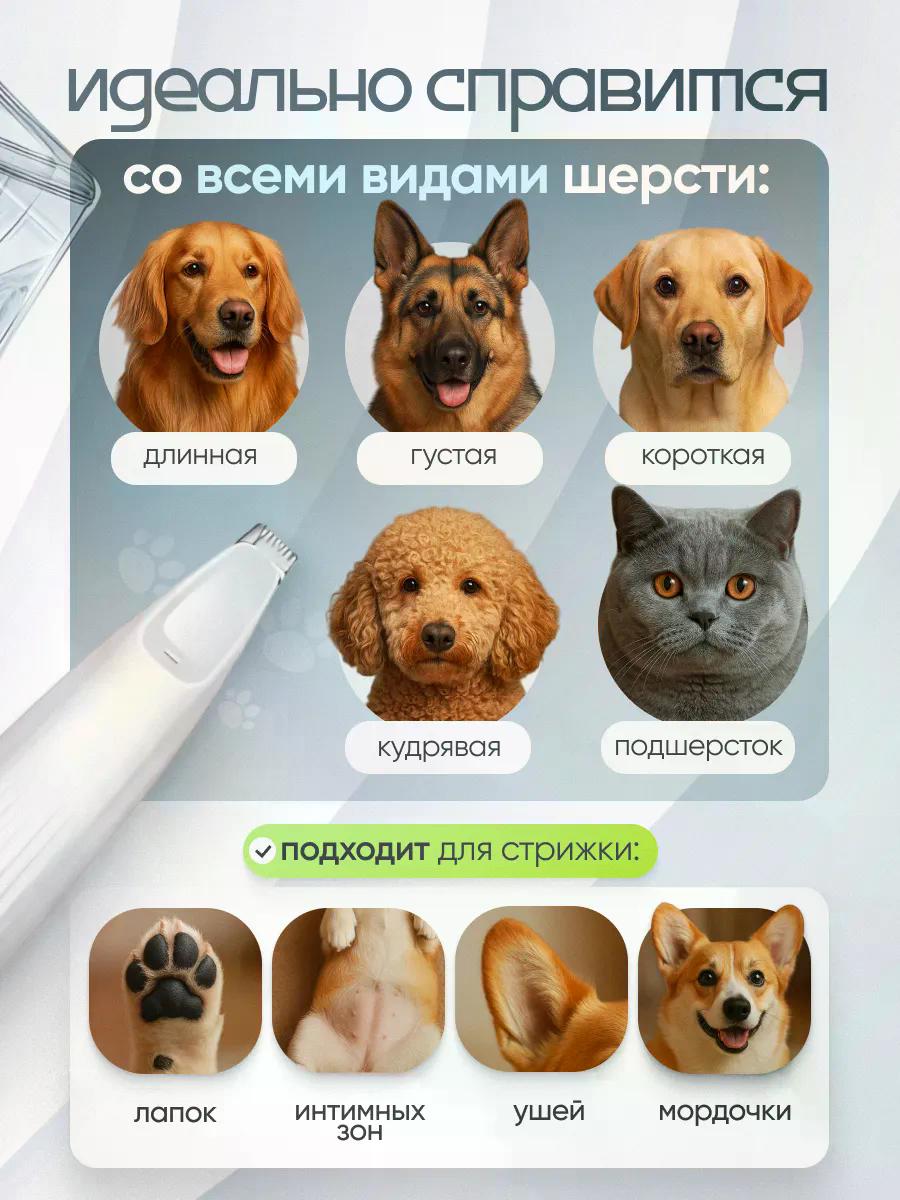 идеально справится
со всеми видами шерсти:
длинная
густая
короткая
кудрявая
подшерсток
подходит для стрижки:
лапок
интимных
зон
ушей
мордочки